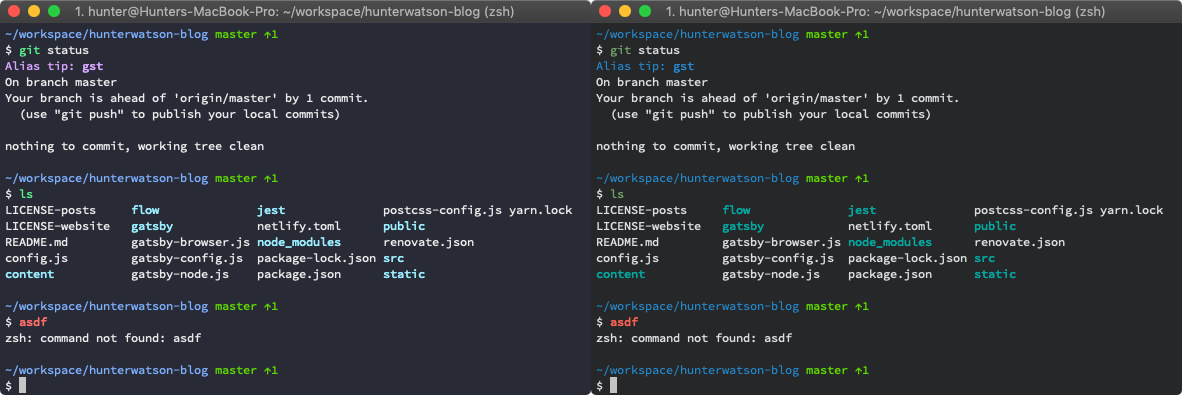 1. hunter@Hunters-MacBook-Pro: ~/workspace/hunterwatson-blog (zsh)
~/workspace/hunterwatson-blog master ↑1
$ git status
Alias tip: gst
On branch master
Your branch is ahead of 'origin/master' by 1 commit.
  (use "git push" to publish your local commits)
nothing to commit, working tree clean
~/workspace/hunterwatson-blog master ↑1
$ ls
LICENSE-posts flow jest postcss-config.js yarn.lock
LICENSE-website gatsby netlify.toml public
README.md gatsby-browser.js node_modules renovate.json
config.js gatsby-config.js package-lock.json src
content gatsby-node.js package.json static
~/workspace/hunterwatson-blog master ↑1
$ asdf
zsh: command not found: asdf
~/workspace/hunterwatson-blog master ↑1
$
1. hunter@Hunters-MacBook-Pro: ~/workspace/hunterwatson-blog (zsh)
~/workspace/hunterwatson-blog master ↑1
$ git status
Alias tip: gst
On branch master
Your branch is ahead of 'origin/master' by 1 commit.
  (use "git push" to publish your local commits)
nothing to commit, working tree clean
~/workspace/hunterwatson-blog master ↑1
$ ls
LICENSE-posts flow jest postcss-config.js yarn.lock
LICENSE-website gatsby netlify.toml public
README.md gatsby-browser.js node_modules renovate.json
config.js gatsby-config.js package-lock.json src
content gatsby-node.js package.json static
~/workspace/hunterwatson-blog master ↑1
$ asdf
zsh: command not found: asdf
~/workspace/hunterwatson-blog master ↑1
$